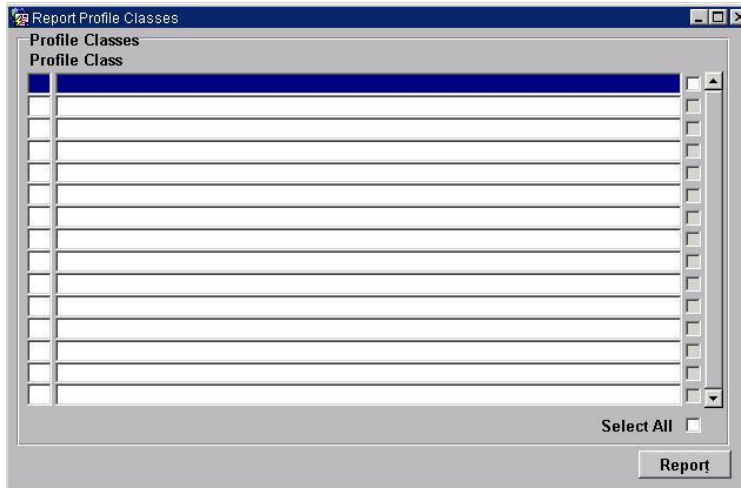 Report Profile Classes
Profile Classes
Profile Class
Select All
Report